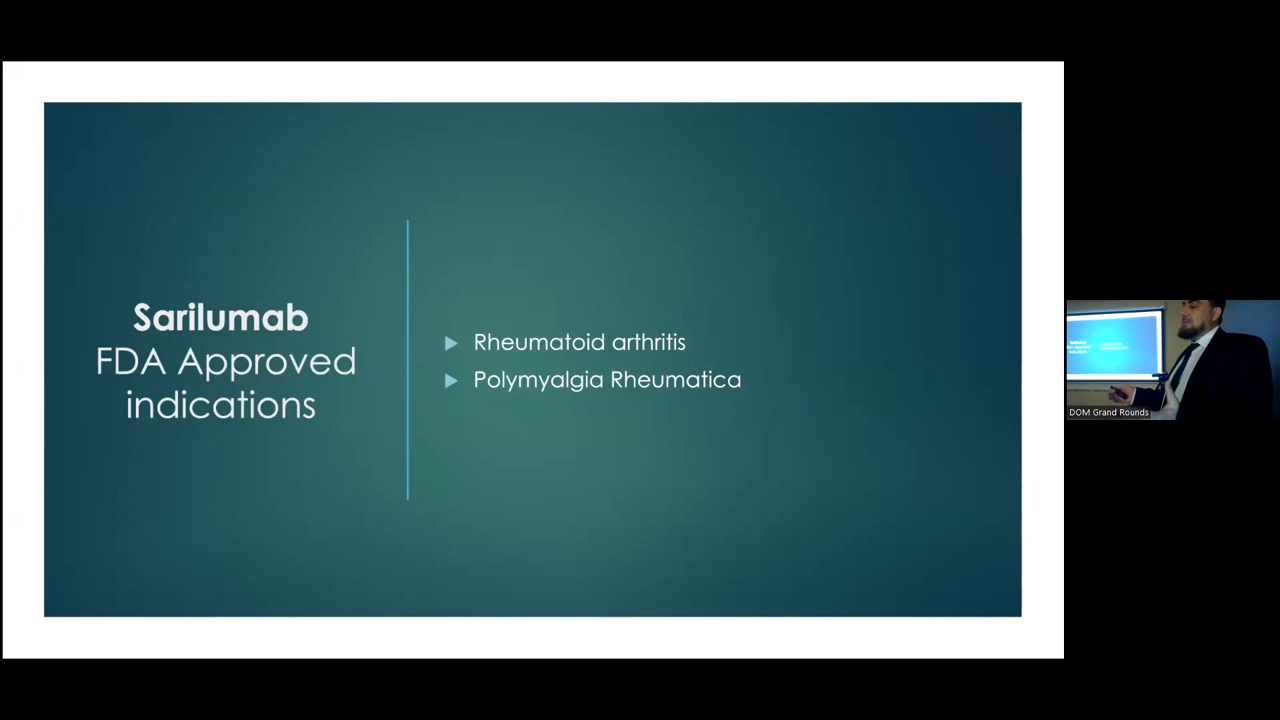 Sarilumab
FDA Approved
indications
Rheumatoid arthritis
Polymyalgia Rheumatica
DOM Grand Rounds